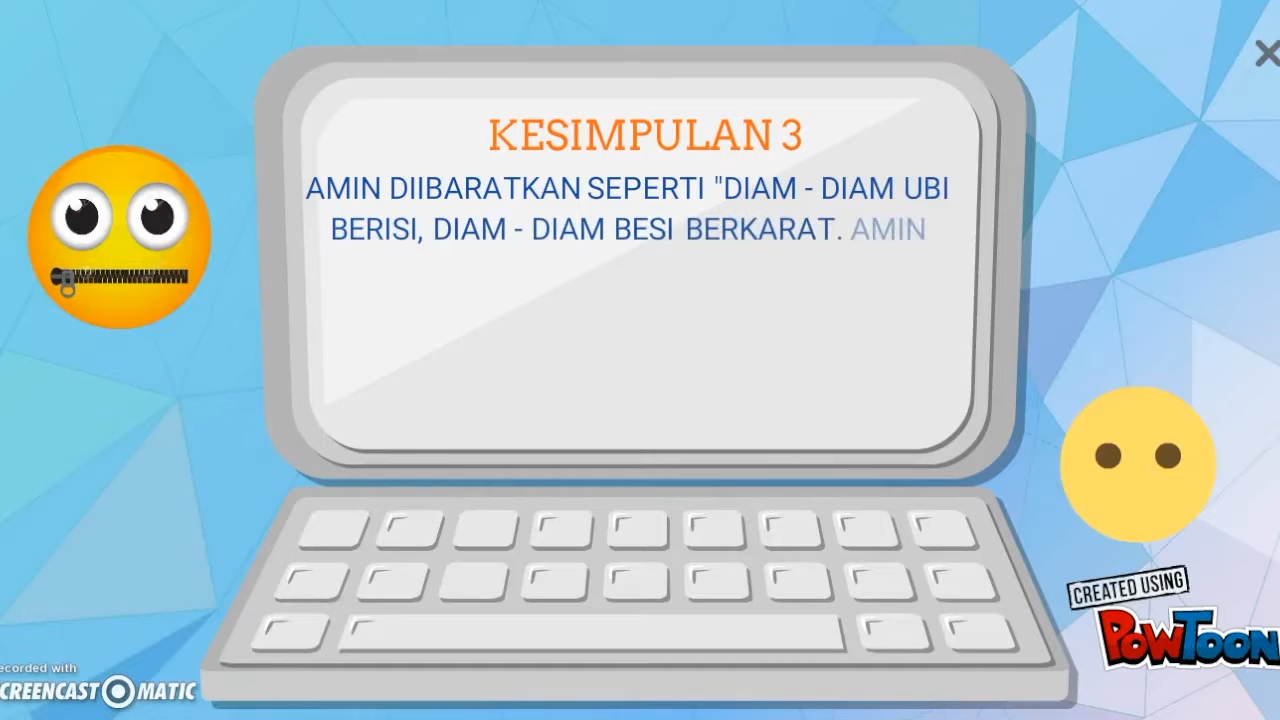 KESIMPULAN 3
AMIN DIIBARATKAN SEPERTI "DIAM - DIAM UBI
BERISI, DIAM - DIAM BESI BERKARAT. AMIN
CREATED USING
POWTOON
ecorded with
CREENCAST MATIC